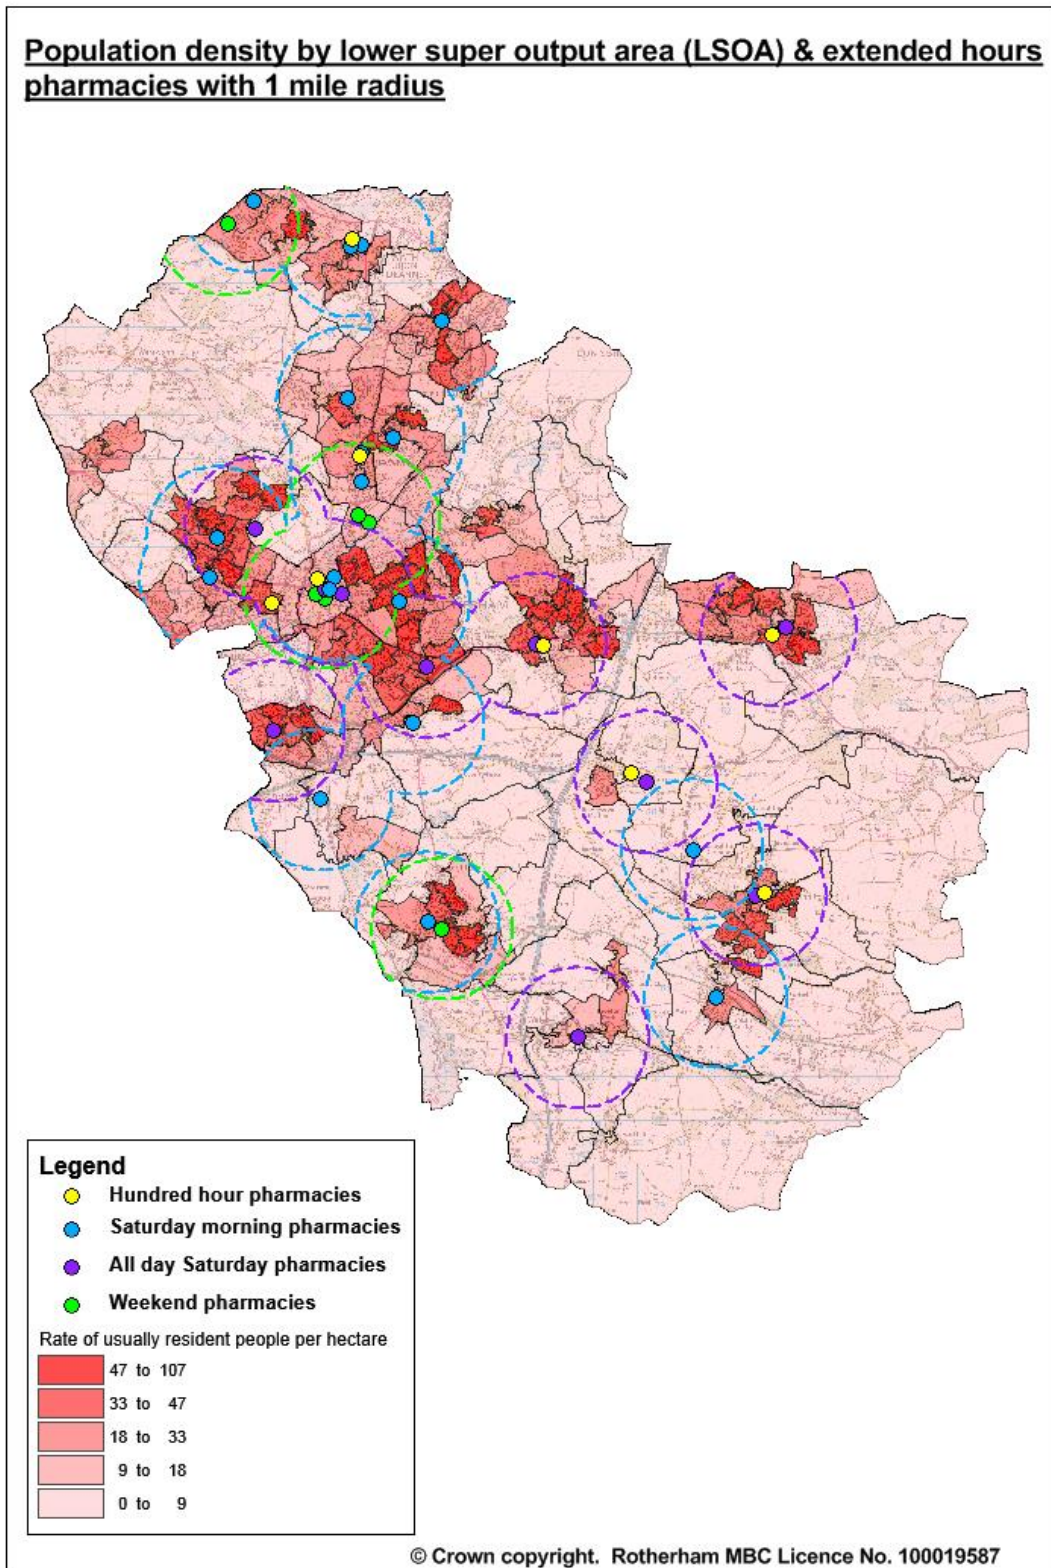 Population density by lower super output area (LSOA) & extended hours
pharmacies with 1 mile radius
Legend
Hundred hour pharmacies
Saturday morning pharmacies
All day Saturday pharmacies
Weekend pharmacies
Rate of usually resident people per hectare
47 to 107
33 to 47
18 to 33
9 to 18
0 to 9
© Crown copyright. Rotherham MBC Licence No. 100019587